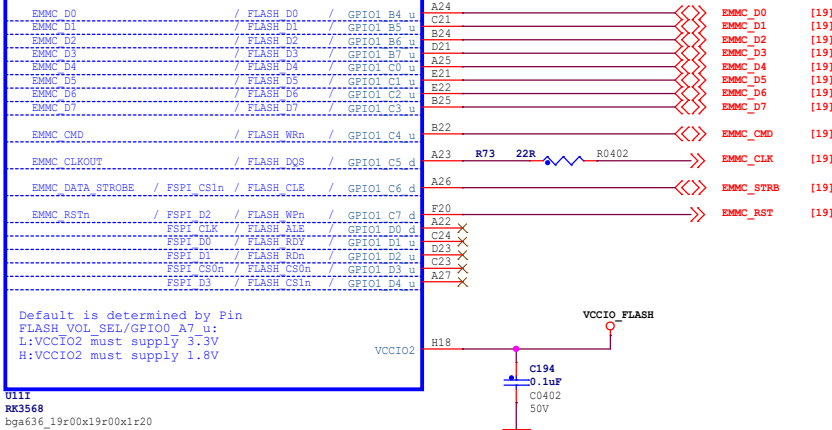 EMMC_D0 / FLASH_D0 / GPIO1_B4_u A24 EMMC_D0 [19]
EMMC_D1 / FLASH_D1 / GPIO1_B5_u C21 EMMC_D1 [19]
EMMC_D2 / FLASH_D2 / GPIO1_B6_u B24 EMMC_D2 [19]
EMMC_D3 / FLASH_D3 / GPIO1_B7_u D21 EMMC_D3 [19]
EMMC_D4 / FLASH_D4 / GPIO1_C0_u A25 EMMC_D4 [19]
EMMC_D5 / FLASH_D5 / GPIO1_C1_u E21 EMMC_D5 [19]
EMMC_D6 / FLASH_D6 / GPIO1_C2_u E22 EMMC_D6 [19]
EMMC_D7 / FLASH_D7 / GPIO1_C3_u B25 EMMC_D7 [19]
EMMC_CMD / FLASH_WRn / GPIO1_C4_u B22 EMMC_CMD [19]
EMMC_CLKOUT / FLASH_DQS / GPIO1_C5_d A23 R73 22R R0402 EMMC_CLK [19]
EMMC_DATA_STROBE / FSPI_CS1n / FLASH_CLE / GPIO1_C6_d A26 EMMC_STRB [19]
EMMC_RSTn / FSPI_D2 / FLASH_WPn / GPIO1_C7_d F20 EMMC_RST [19]
FSPI_CLK / FLASH_ALE / GPIO1_D0_d A22
FSPI_D0 / FLASH_RDY / GPIO1_D1_u C24
FSPI_D1 / FLASH_RDn / GPIO1_D2_u D23
FSPI_CS0n / FLASH_CS0n / GPIO1_D3_u C23
FSPI_D3 / FLASH_CS1n / GPIO1_D4_u A27
Default is determined by Pin
FLASH_VOL_SEL/GPIO0_A7_u:
L:VCCIO2 must supply 3.3V
H:VCCIO2 must supply 1.8V
VCCIO2 H18
VCCIO_FLASH
C194
0.1uF
C0402
50V
U11I
RK3568
bga636_19r00x19r00x1r20